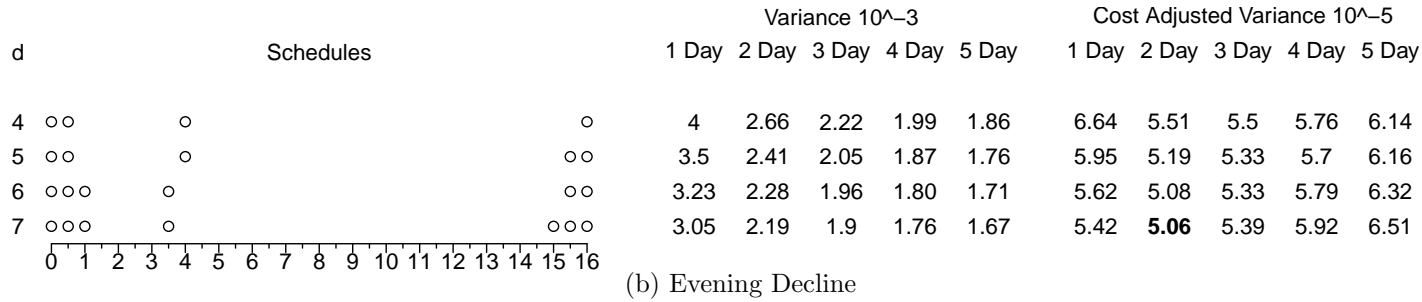 Variance 10^−3 Cost Adjusted Variance 10^−5
d Schedules 1 Day 2 Day 3 Day 4 Day 5 Day 1 Day 2 Day 3 Day 4 Day 5 Day
4 4 2.66 2.22 1.99 1.86 6.64 5.51 5.5 5.76 6.14
5 3.5 2.41 2.05 1.87 1.76 5.95 5.19 5.33 5.7 6.16
6 3.23 2.28 1.96 1.80 1.71 5.62 5.08 5.33 5.79 6.32
7 3.05 2.19 1.9 1.76 1.67 5.42 5.06 5.39 5.92 6.51
0 1 2 3 4 5 6 7 8 9 10 11 12 13 14 15 16
(b) Evening Decline